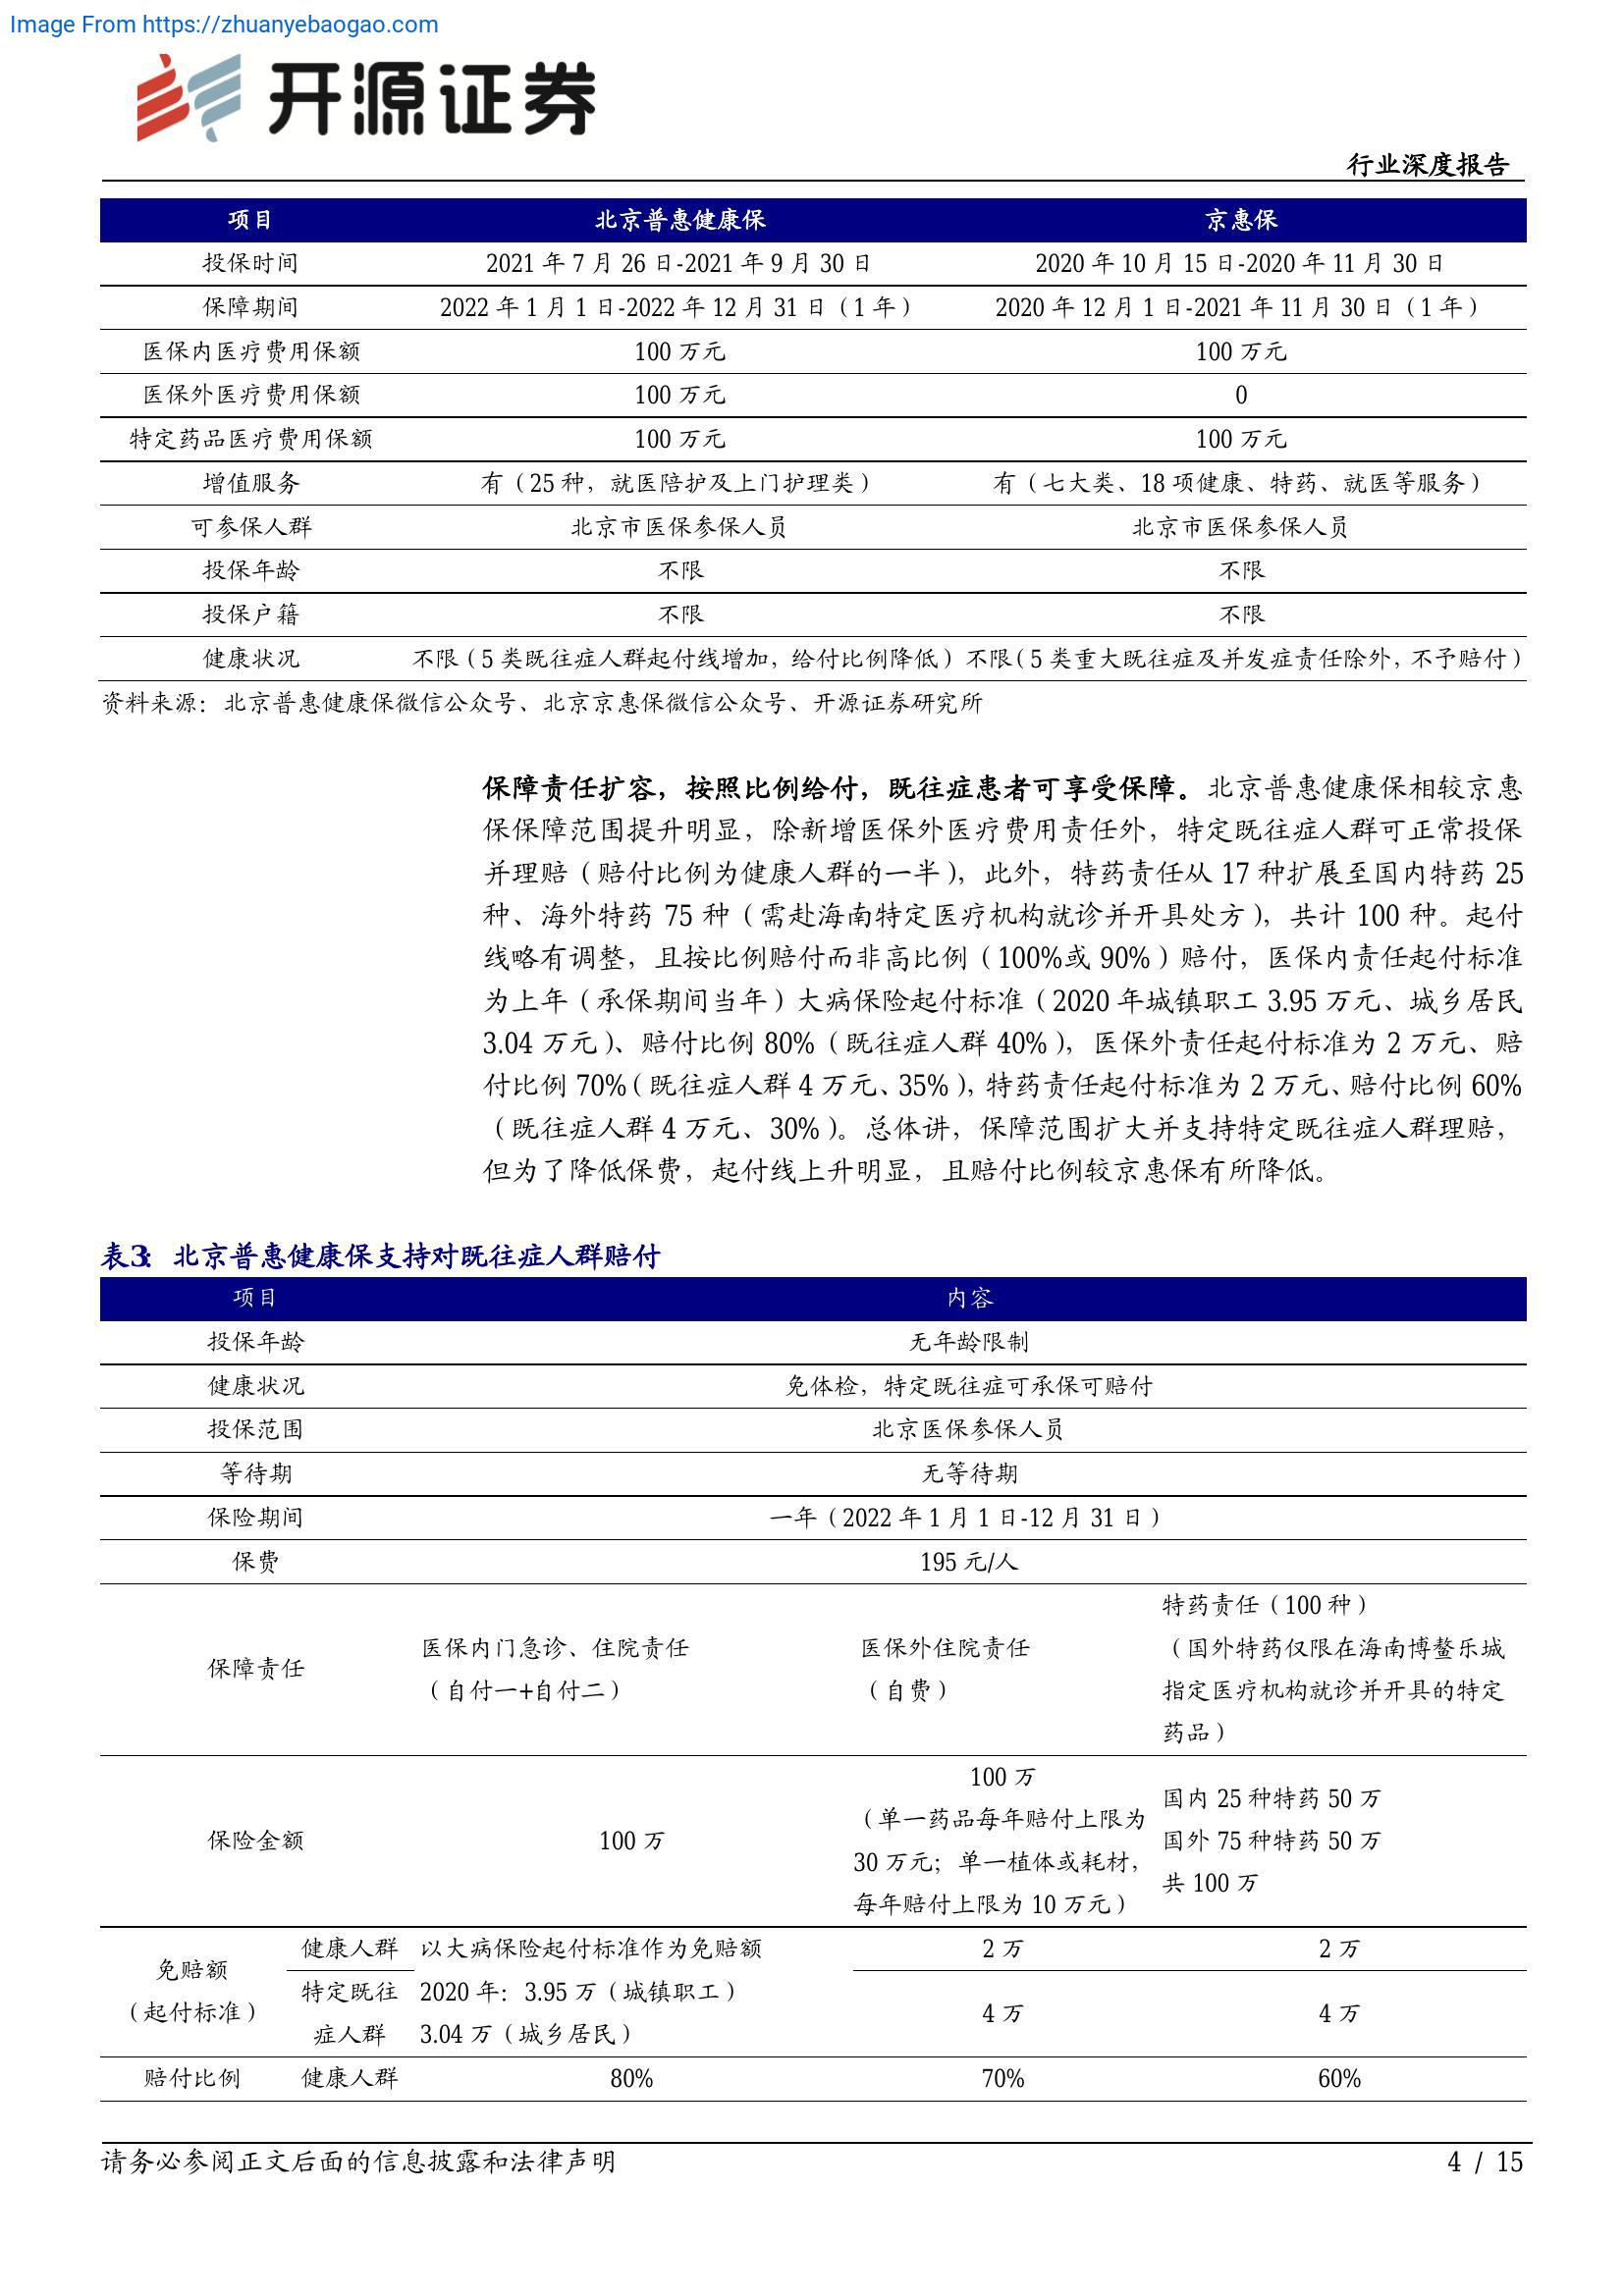 Image From https://zhuanyebaogao.com
开源证券
行业深度报告
项目 北京普惠健康保 京惠保
投保时间 2021 年 7 月 26 日-2021 年 9 月 30 日 2020 年 10 月 15 日-2020 年 11 月 30 日
保障期间 2022 年 1 月 1 日-2022 年 12 月 31 日（1 年） 2020 年 12 月 1 日-2021 年 11 月 30 日（1 年）
医保内医疗费用保额 100 万元 100 万元
医保外医疗费用保额 100 万元 0
特定药品医疗费用保额 100 万元 100 万元
增值服务 有（25 种，就医陪护及上门护理类） 有（七大类、18 项健康、特药、就医等服务）
可参保人群 北京市医保参保人员 北京市医保参保人员
投保年龄 不限 不限
投保户籍 不限 不限
健康状况 不限（5 类既往症人群起付线增加，给付比例降低） 不限（5 类重大既往症及并发症责任除外，不予赔付）
资料来源：北京普惠健康保微信公众号、北京京惠保微信公众号、开源证券研究所
保障责任扩容，按照比例给付，既往症患者可享受保障。北京普惠健康保相较京惠
保保障范围提升明显，除新增医保外医疗费用责任外，特定既往症人群可正常投保
并理赔（赔付比例为健康人群的一半），此外，特药责任从 17 种扩展至国内特药 25
种、海外特药 75 种（需赴海南特定医疗机构就诊并开具处方），共计 100 种。起付
线略有调整，且按比例赔付而非高比例（100%或 90%）赔付，医保内责任起付标准
为上年（承保期间当年）大病保险起付标准（2020 年城镇职工 3.95 万元、城乡居民
3.04 万元）、赔付比例 80%（既往症人群 40%），医保外责任起付标准为 2 万元、赔
付比例 70%（既往症人群 4 万元、35%），特药责任起付标准为 2 万元、赔付比例 60%
（既往症人群 4 万元、30%）。总体讲，保障范围扩大并支持特定既往症人群理赔，
但为了降低保费，起付线上升明显，且赔付比例较京惠保有所降低。
表3： 北京普惠健康保支持对既往症人群赔付
项目 内容
投保年龄 无年龄限制
健康状况 免体检，特定既往症可承保可赔付
投保范围 北京医保参保人员
等待期 无等待期
保险期间 一年（2022 年 1 月 1 日-12 月 31 日）
保费 195 元/人
保障责任
医保内门急诊、住院责任
（自付一+自付二）
医保外住院责任
（自费）
特药责任（100 种）
（国外特药仅限在海南博鳌乐城
指定医疗机构就诊并开具的特定
药品）
保险金额 100 万
100 万
（单一药品每年赔付上限为
30 万元；单一植体或耗材，
每年赔付上限为 10 万元）
国内 25 种特药 50 万
国外 75 种特药 50 万
共 100 万
免赔额
（起付标准）
健康人群 以大病保险起付标准作为免赔额 2 万 2 万
特定既往 2020 年：3.95 万（城镇职工）
症人群 3.04 万（城乡居民） 4 万 4 万
赔付比例 健康人群 80% 70% 60%
请务必参阅正文后面的信息披露和法律声明 4 / 15